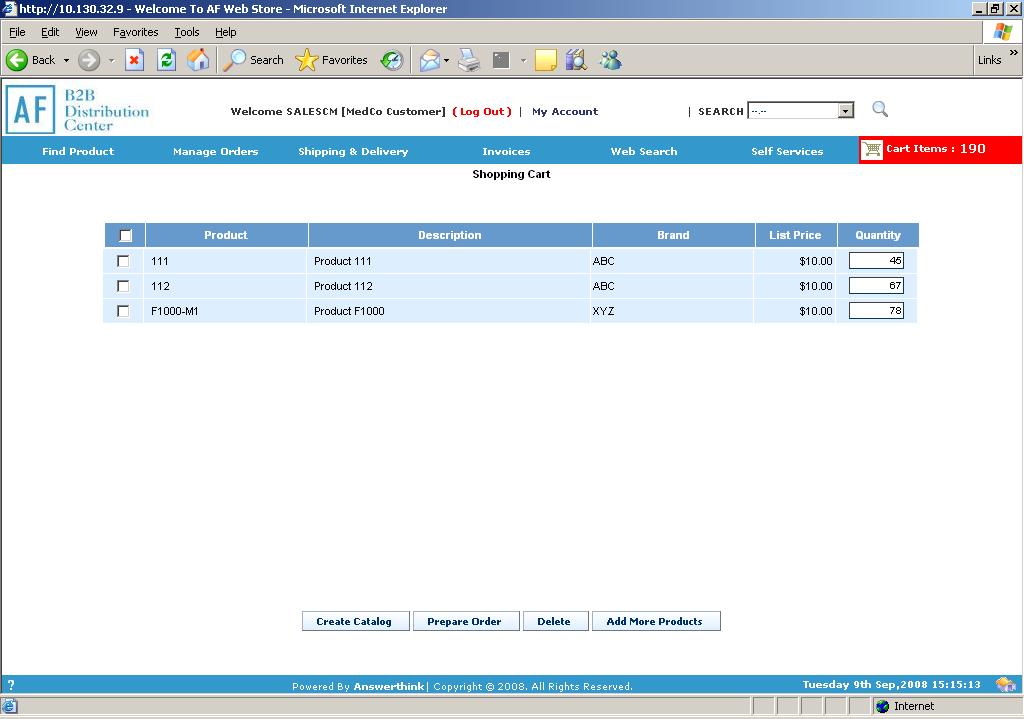 http://10.130.32.9 - Welcome To AF Web Store - Microsoft Internet Explorer
File Edit View Favorites Tools Help
Back Search Favorites Links »
AF B2B Distribution Center
Welcome SALESCM [MedCo Customer] ( Log Out ) | My Account | SEARCH --.--
Find Product Manage Orders Shipping & Delivery Invoices Web Search Self Services Cart Items : 190
Shopping Cart
Product Description Brand List Price Quantity
111 Product 111 ABC $10.00 45
112 Product 112 ABC $10.00 67
F1000-M1 Product F1000 XYZ $10.00 78
Create Catalog Prepare Order Delete Add More Products
? Powered By Answerthink| Copyright © 2008. All Rights Reserved. Tuesday 9th Sep,2008 15:15:13
Internet